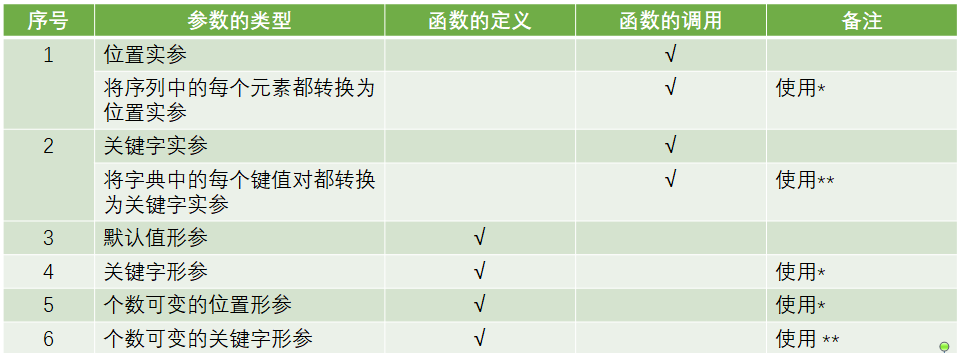 序号 参数的类型 函数的定义 函数的调用 备注
1 位置实参 √
将序列中的每个元素都转换为 √ 使用*
位置实参
2 关键字实参 √
将字典中的每个键值对都转换 √ 使用**
为关键字实参
3 默认值形参 √
4 关键字形参 √ 使用*
5 个数可变的位置形参 √ 使用*
6 个数可变的关键字形参 √ 使用 **